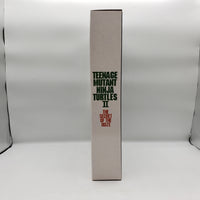 TEENAGE
MUTANT
NINJA
TURTLES
II
THE
SECRET
OF THE
OOZE